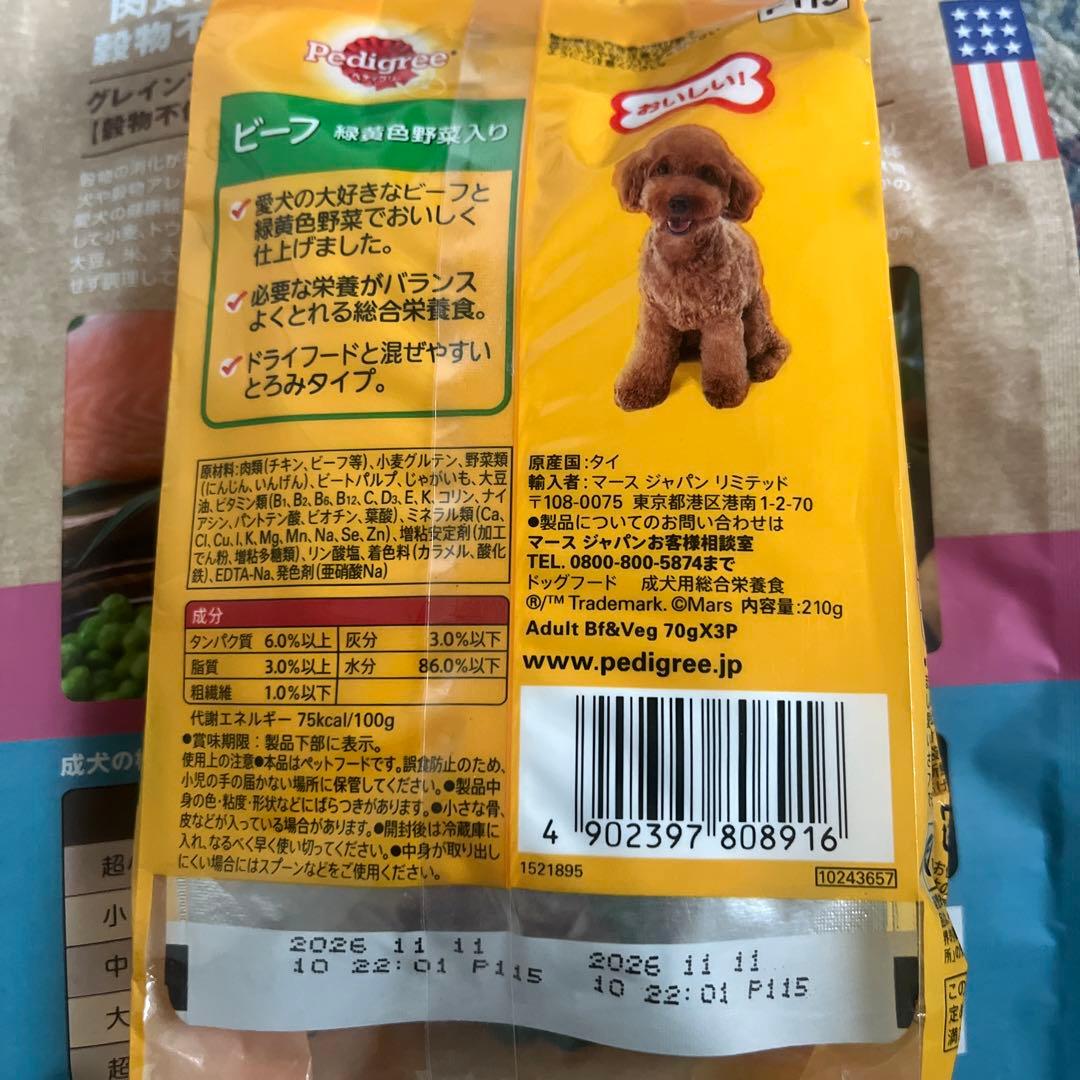 Pedigree
ペディグリー
ビーフ 緑黄色野菜入り
愛犬の大好きなビーフと
緑黄色野菜でおいしく
仕上げました。
必要な栄養がバランス
よくとれる総合栄養食。
ドライフードと混ぜやすい
とろみタイプ。
原材料:肉類(チキン、ビーフ等)、小麦グルテン、野菜類
(にんじん、いんげん)、ビートパルプ、じゃがいも、大豆
油、ビタミン類(B1, B2, B6, B12, C, D3, E, K, コリン, ナイ
アシン, パントテン酸, ビオチン, 葉酸)、ミネラル類(Ca,
Cl, Cu, I, K, Mg, Mn, Na, Se, Zn)、増粘安定剤(加工
でん粉, 増粘多糖類)、リン酸塩、着色料(カラメル, 酸化
鉄)、EDTA-Na、発色剤(亜硝酸Na)
成分
タンパク質 6.0%以上 灰分 3.0%以下
脂質 3.0%以上 水分 86.0%以下
粗繊維 1.0%以下
代謝エネルギー 75kcal/100g
●賞味期限:製品下部に表示。
使用上の注意●本品はペットフードです。誤食防止のため、
小児の手の届かない場所に保管してください。●製品中
身の色・粘度・形状などにばらつきがあります。●小さな骨、
皮などが入っている場合があります。●開封後は冷蔵庫に
入れ、なるべく早く使い切ってください。●中身が取り出し
にくい場合にはスプーンなどをご使用ください。
おいしい!
原産国:タイ
輸入者:マース ジャパン リミテッド
〒108-0075 東京都港区港南1-2-70
●製品についてのお問い合わせは
マース ジャパンお客様相談室
TEL. 0800-800-5874まで
ドッグフード 成犬用総合栄養食
®/™ Trademark. ©Mars 内容量:210g
Adult Bf&Veg 70gX3P
www.pedigree.jp
4 902397 808916
1521895 10243657
2026 11 11
10 22:01 P115
2026 11 11
10 22:01 P115
グレイン
穀物不
成犬の
超
小
中
大
超